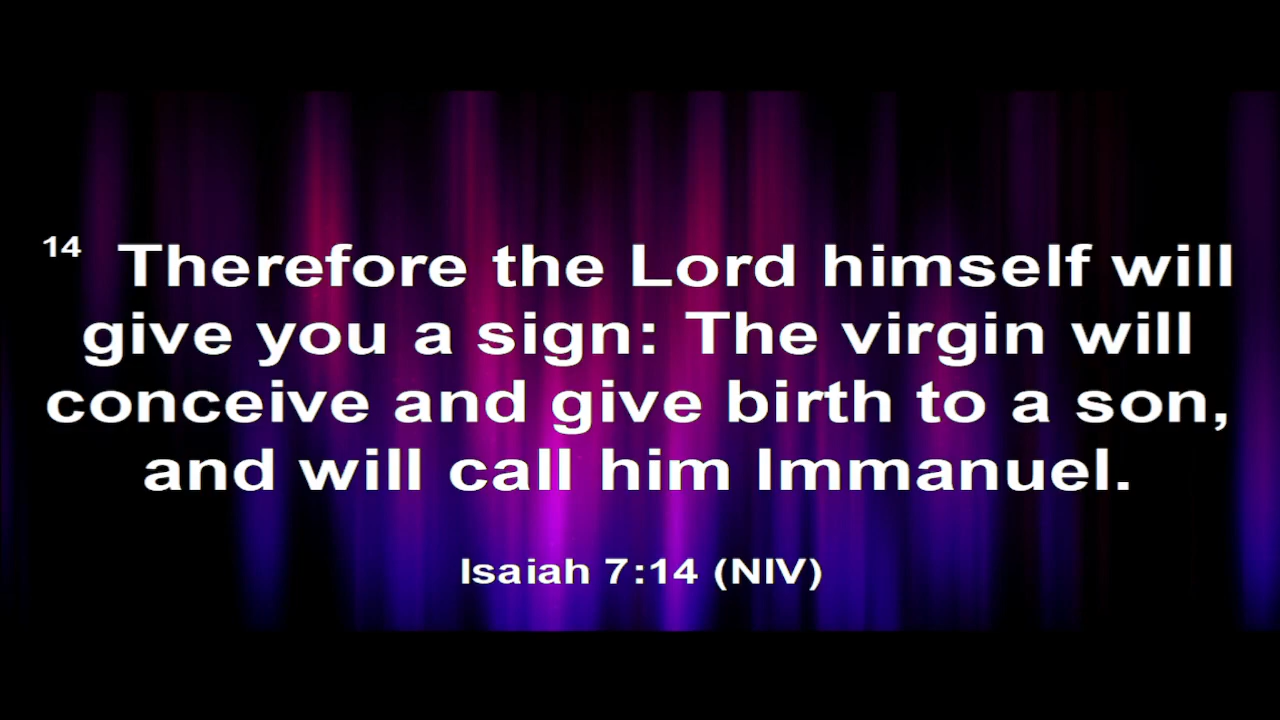 14 Therefore the Lord himself will
give you a sign: The virgin will
conceive and give birth to a son,
and will call him Immanuel.
Isaiah 7:14 (NIV)